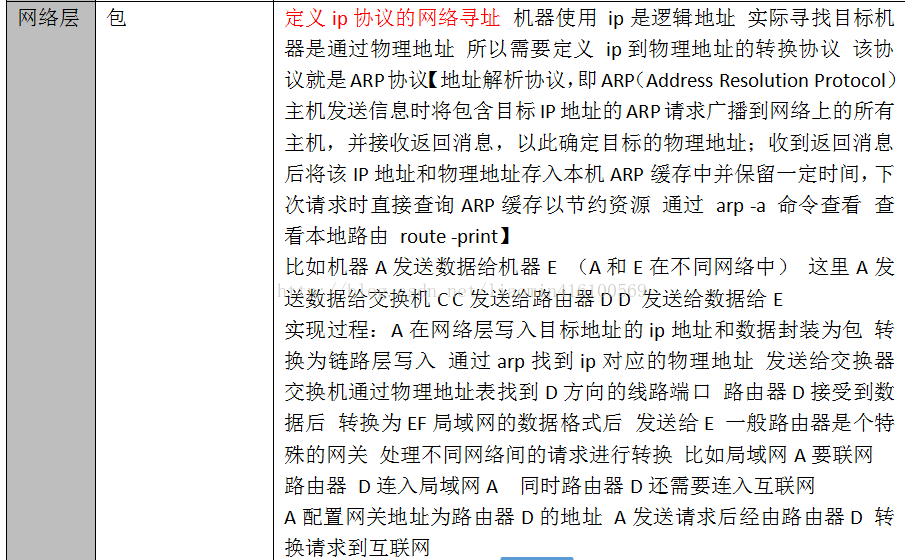 网络层 包 定义 ip 协议的网络寻址 机器使用 ip 是逻辑地址 实际寻找目标机
器是通过物理地址 所以需要定义 ip 到物理地址的转换协议 该协
议就是 ARP 协议【地址解析协议，即 ARP（Address Resolution Protocol）
主机发送信息时将包含目标 IP 地址的 ARP 请求广播到网络上的所有
主机，并接收返回消息，以此确定目标的物理地址；收到返回消息
后将该 IP 地址和物理地址存入本机 ARP 缓存中并保留一定时间，下
次请求时直接查询 ARP 缓存以节约资源 通过 arp -a 命令查看 查
看本地路由 route -print】
比如机器 A 发送数据给机器 E （A 和 E 在不同网络中） 这里 A 发
送数据给交换机 C C 发送给路由器 D D 发送给数据给 E
http://blog.csdn.net/liaomin416100569
实现过程：A 在网络层写入目标地址的 ip 地址和数据封装为包 转
换为链路层写入 通过 arp 找到 ip 对应的物理地址 发送给交换器
交换机通过物理地址表找到 D 方向的线路端口 路由器 D 接受到数
据后 转换为 EF 局域网的数据格式后 发送给 E 一般路由器是个特
殊的网关 处理不同网络间的请求进行转换 比如局域网 A 要联网
路由器 D 连入局域网 A 同时路由器 D 还需要连入互联网
A 配置网关地址为路由器 D 的地址 A 发送请求后经由路由器 D 转
换请求到互联网